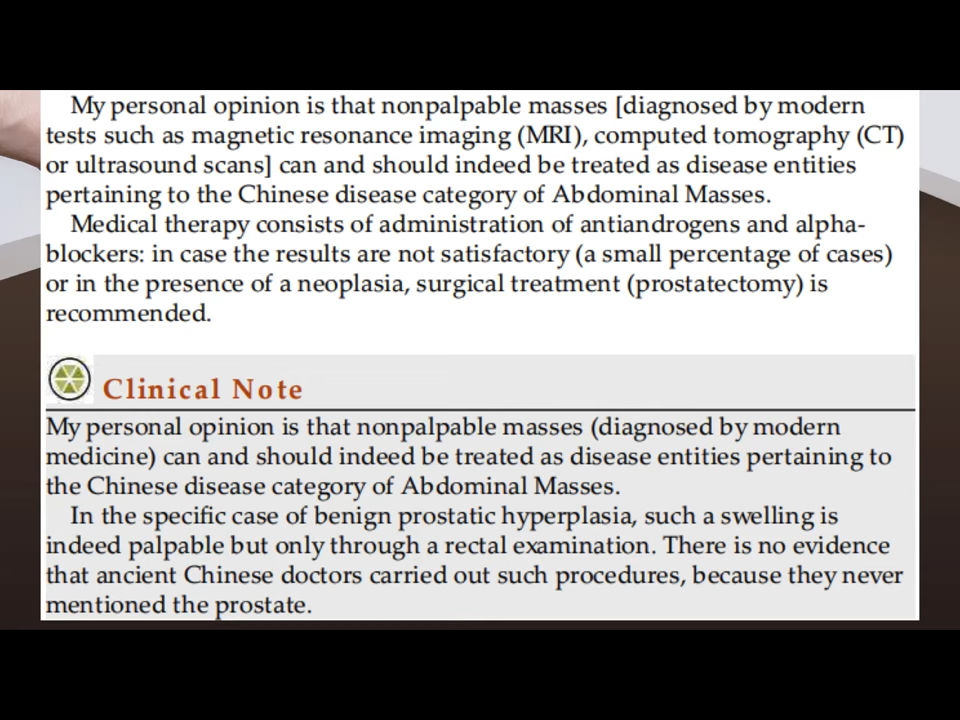 My personal opinion is that nonpalpable masses [diagnosed by modern
tests such as magnetic resonance imaging (MRI), computed tomography (CT)
or ultrasound scans] can and should indeed be treated as disease entities
pertaining to the Chinese disease category of Abdominal Masses.
Medical therapy consists of administration of antiandrogens and alpha-
blockers: in case the results are not satisfactory (a small percentage of cases)
or in the presence of a neoplasia, surgical treatment (prostatectomy) is
recommended.
Clinical Note
My personal opinion is that nonpalpable masses (diagnosed by modern
medicine) can and should indeed be treated as disease entities pertaining to
the Chinese disease category of Abdominal Masses.
In the specific case of benign prostatic hyperplasia, such a swelling is
indeed palpable but only through a rectal examination. There is no evidence
that ancient Chinese doctors carried out such procedures, because they never
mentioned the prostate.